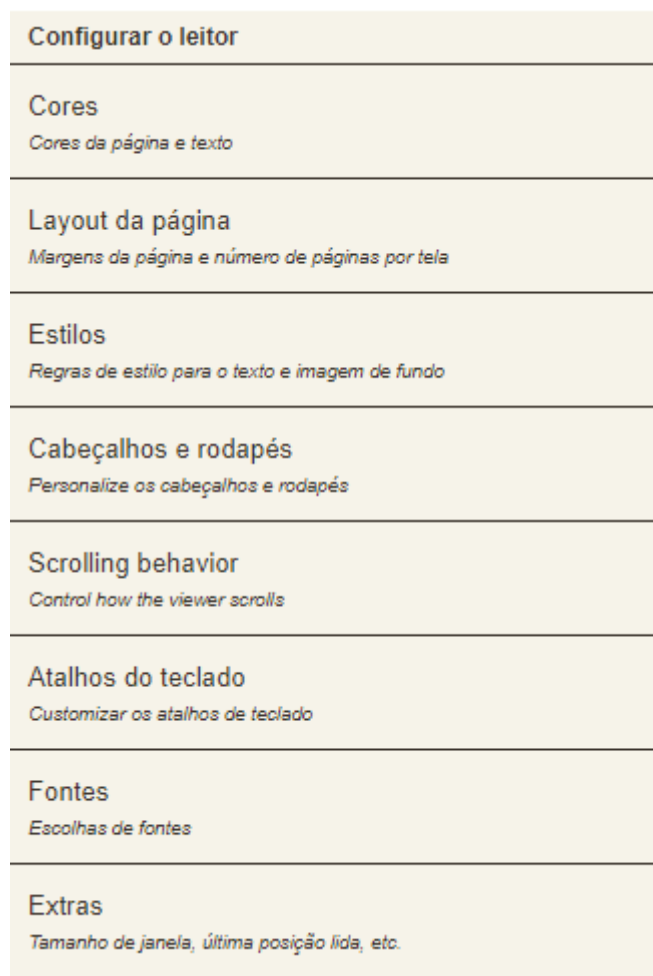 Configurar o leitor
Cores
Cores da página e texto
Layout da página
Margens da página e número de páginas por tela
Estilos
Regras de estilo para o texto e imagem de fundo
Cabeçalhos e rodapés
Personalize os cabeçalhos e rodapés
Scrolling behavior
Control how the viewer scrolls
Atalhos do teclado
Customizar os atalhos de teclado
Fontes
Escolhas de fontes
Extras
Tamanho de janela, última posição lida, etc.